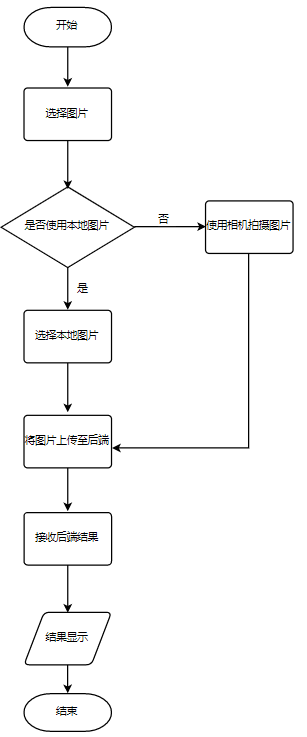 开始
选择图片
是否使用本地图片
否
使用相机拍摄图片
是
选择本地图片
将图片上传至后端
接收后端结果
结果显示
结束